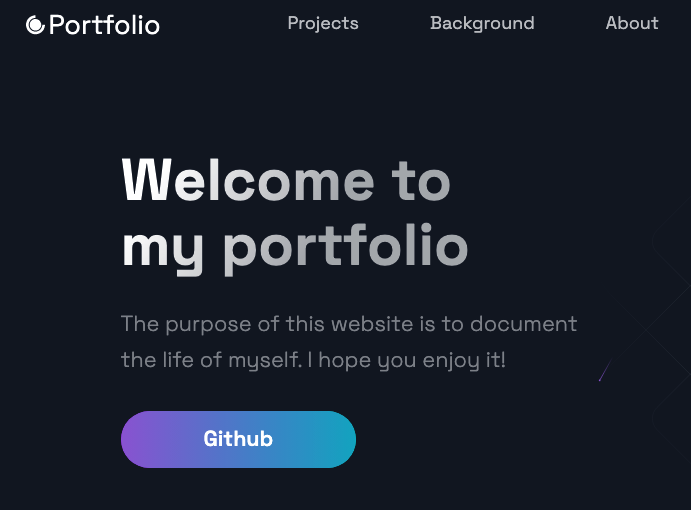 Portfolio
Projects
Background
About
Welcome to
my portfolio
The purpose of this website is to document
the life of myself. I hope you enjoy it!
Github